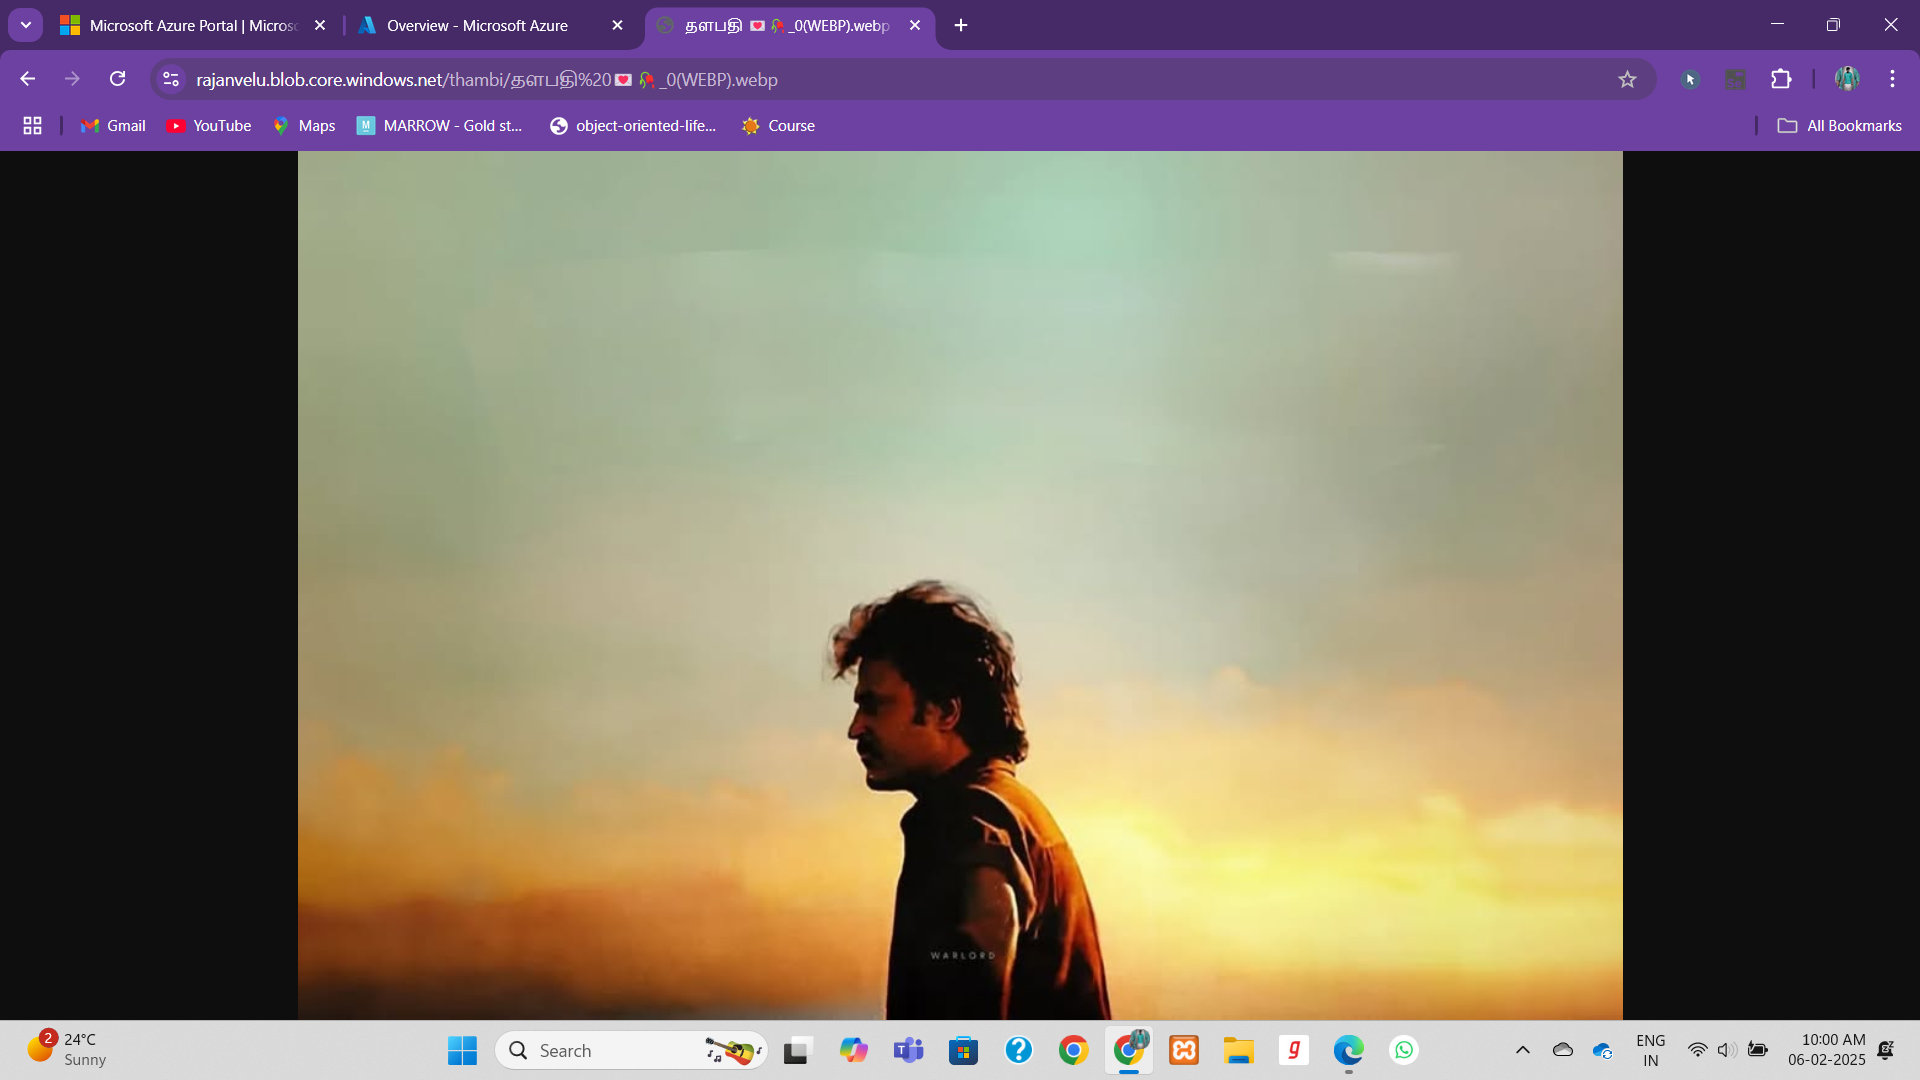 Microsoft Azure Portal | Micros
Overview - Microsoft Azure
தளபதி 💌🥀_0(WEBP).webp
rajanvelu.blob.core.windows.net/thambi/தளபதி%20💌🥀_0(WEBP).webp
Gmail
YouTube
Maps
MARROW - Gold st...
object-oriented-life...
Course
All Bookmarks
WARLORD
2
24°C
Sunny
Search
ENG
IN
10:00 AM
06-02-2025